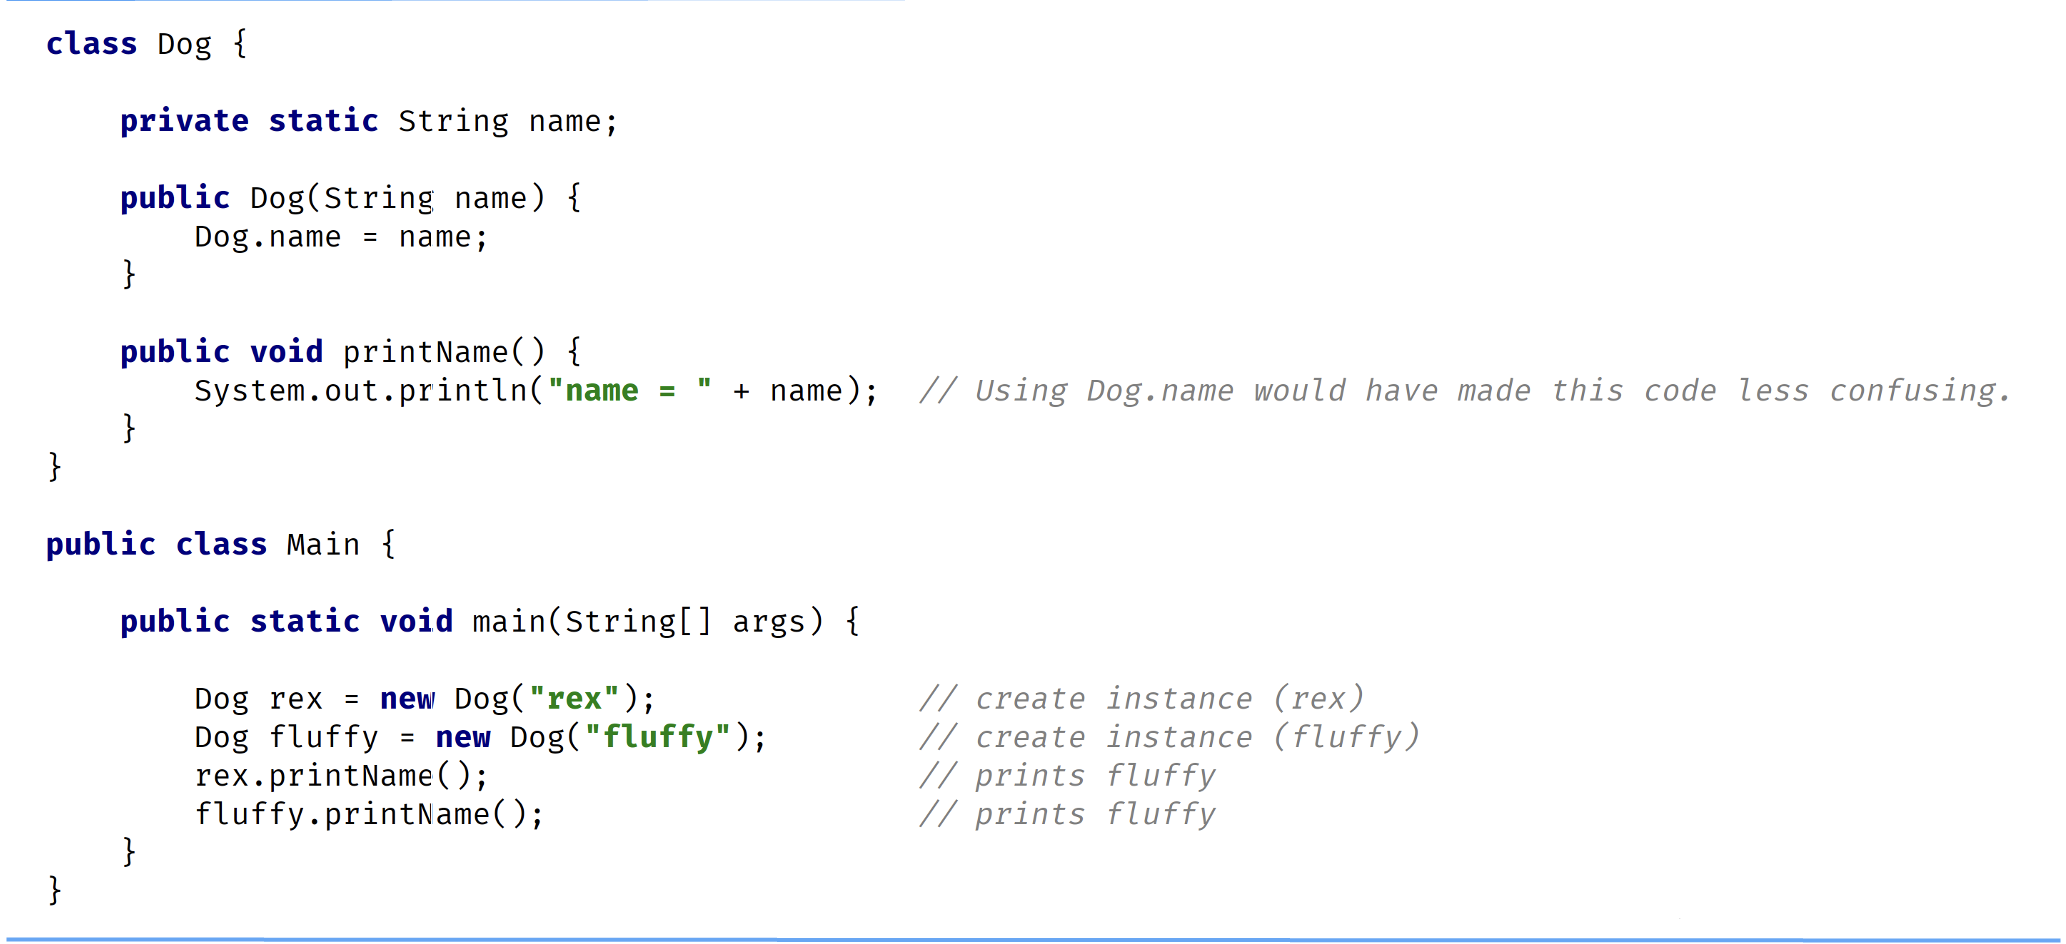 class Dog {
    private static String name;
    public Dog(String name) {
        Dog.name = name;
    }
    public void printName() {
        System.out.println("name = " + name);  // Using Dog.name would have made this code less confusing.
    }
}
public class Main {
    public static void main(String[] args) {
        Dog rex = new Dog("rex");              // create instance (rex)
        Dog fluffy = new Dog("fluffy");        // create instance (fluffy)
        rex.printName();                       // prints fluffy
        fluffy.printName();                    // prints fluffy
    }
}